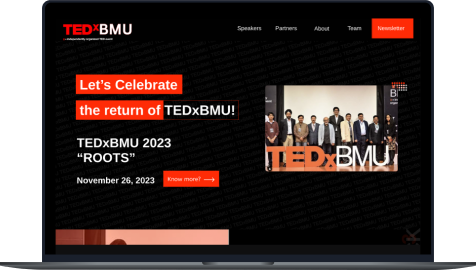 TEDxBMU
x = independently organized TED event
Speakers
Partners
About
Team
Newsletter
Let's Celebrate
the return of TEDxBMU!
TEDxBMU 2023
"ROOTS"
November 26, 2023
Know more?
TEDxBMU